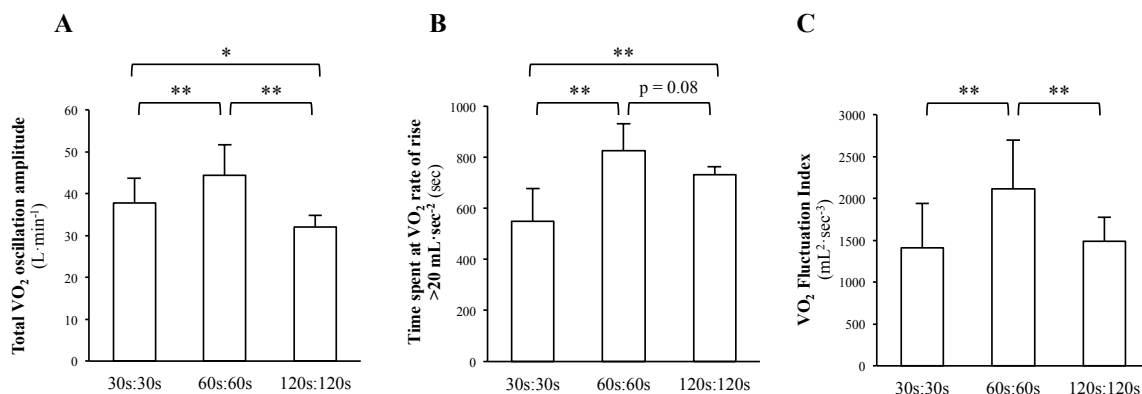 A
Total VO₂ oscillation amplitude
(L·min⁻¹)
*
**
**
60
50
40
30
20
10
0
30s:30s
60s:60s
120s:120s
B
Time spent at VO₂ rate of rise
>20 mL·sec⁻² (sec)
**
**
p = 0.08
1000
800
600
400
200
0
30s:30s
60s:60s
120s:120s
C
VO₂ Fluctuation Index
(mL²·sec⁻³)
**
**
3000
2500
2000
1500
1000
500
0
30s:30s
60s:60s
120s:120s